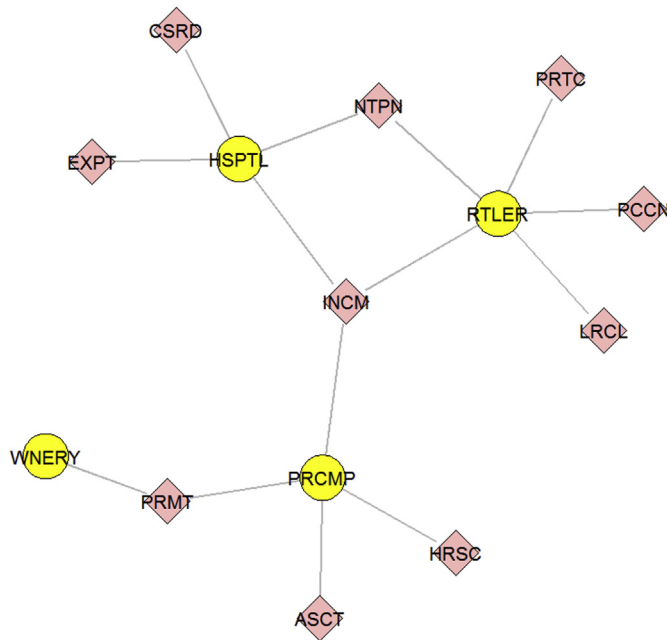 CSRD
PRTC
NTPN
EXPT
HSPTL
RTLER
PCCN
INCM
LRCL
WNERY
PRCMP
PRMT
HRSC
ASCT